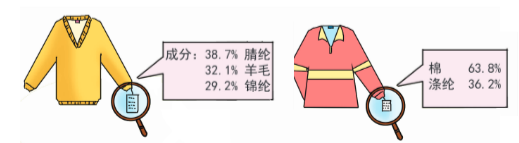 成分：38.7% 腈纶
32.1% 羊毛
29.2% 锦纶
棉 63.8%
涤纶 36.2%